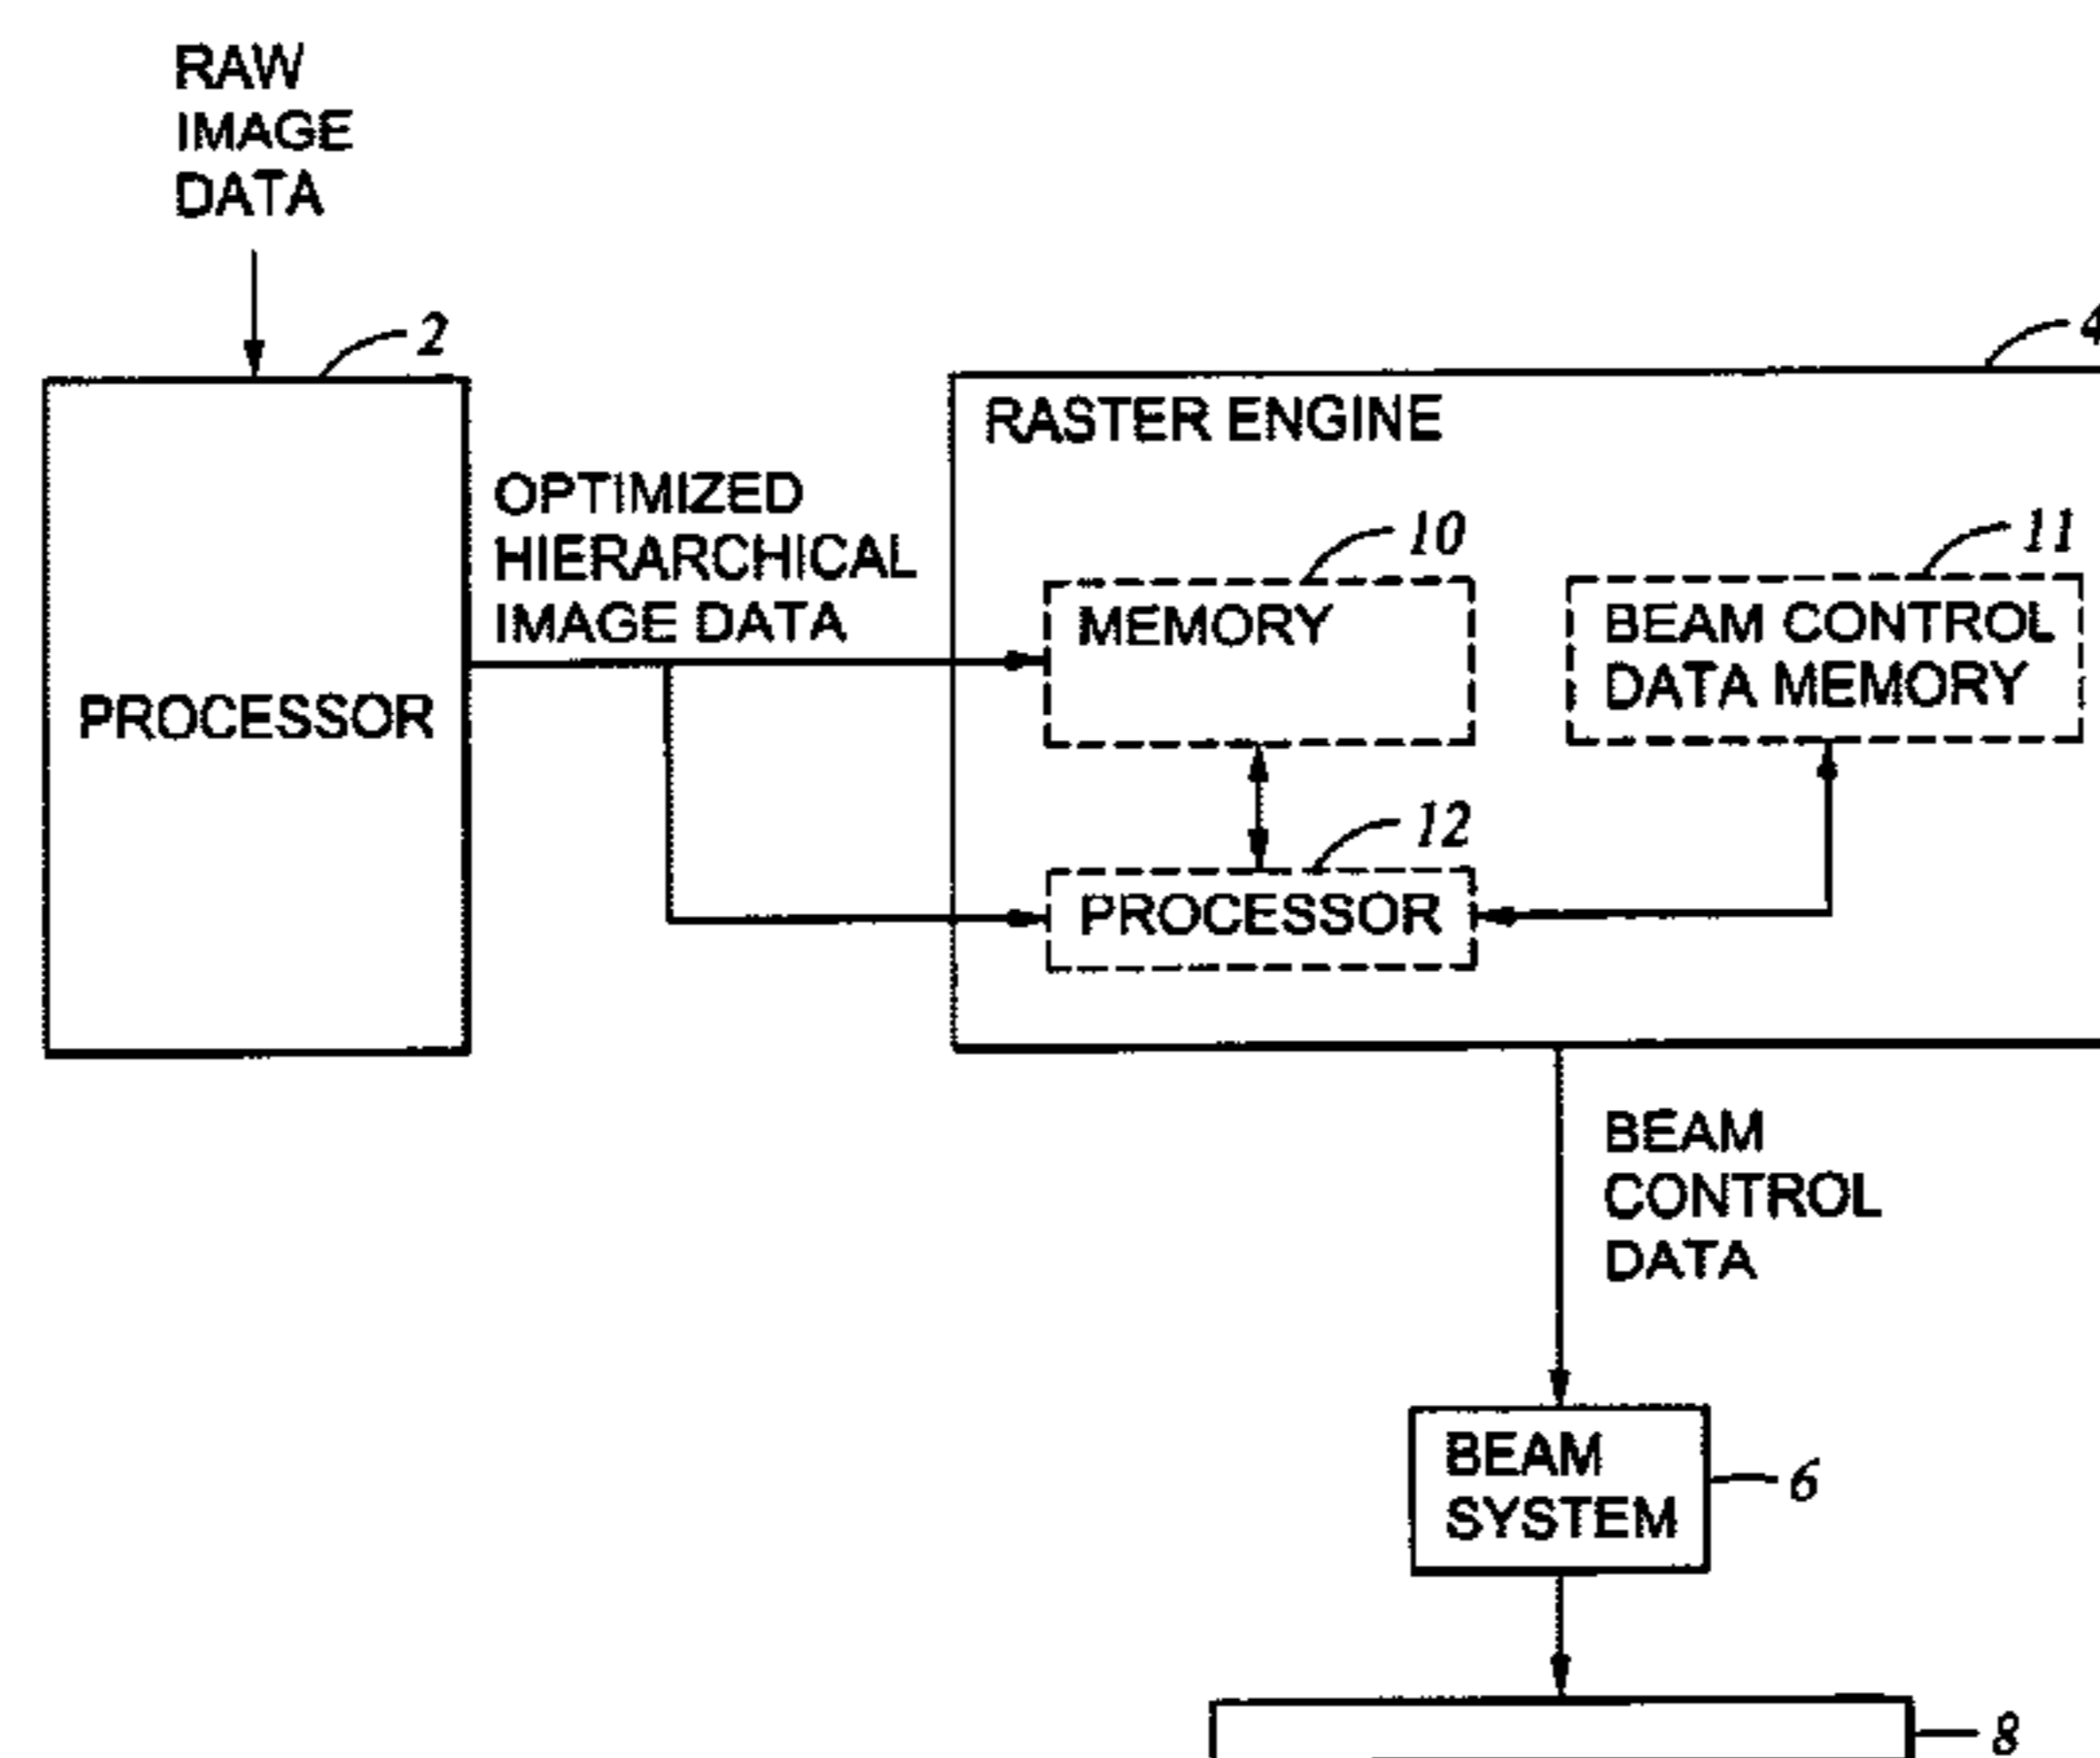 RAW
IMAGE
DATA
2
4
PROCESSOR
OPTIMIZED
HIERARCHICAL
IMAGE DATA
RASTER ENGINE
10
MEMORY
11
BEAM CONTROL
DATA MEMORY
12
PROCESSOR
BEAM
CONTROL
DATA
BEAM
SYSTEM
6
8